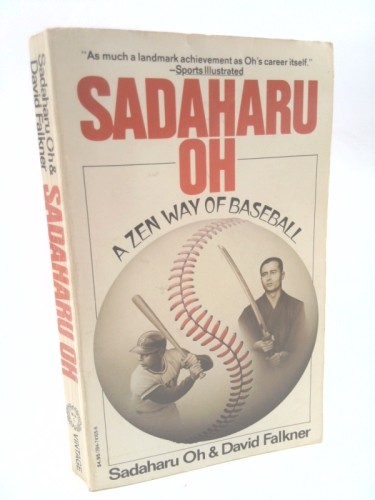 "As much a landmark achievement as Oh's career itself."
—Sports Illustrated
SADAHARU
OH
A ZEN WAY OF BASEBALL
Sadaharu Oh & David Falkner
Sadaharu Oh &
David Falkner
SADAHARU OH
VINTAGE